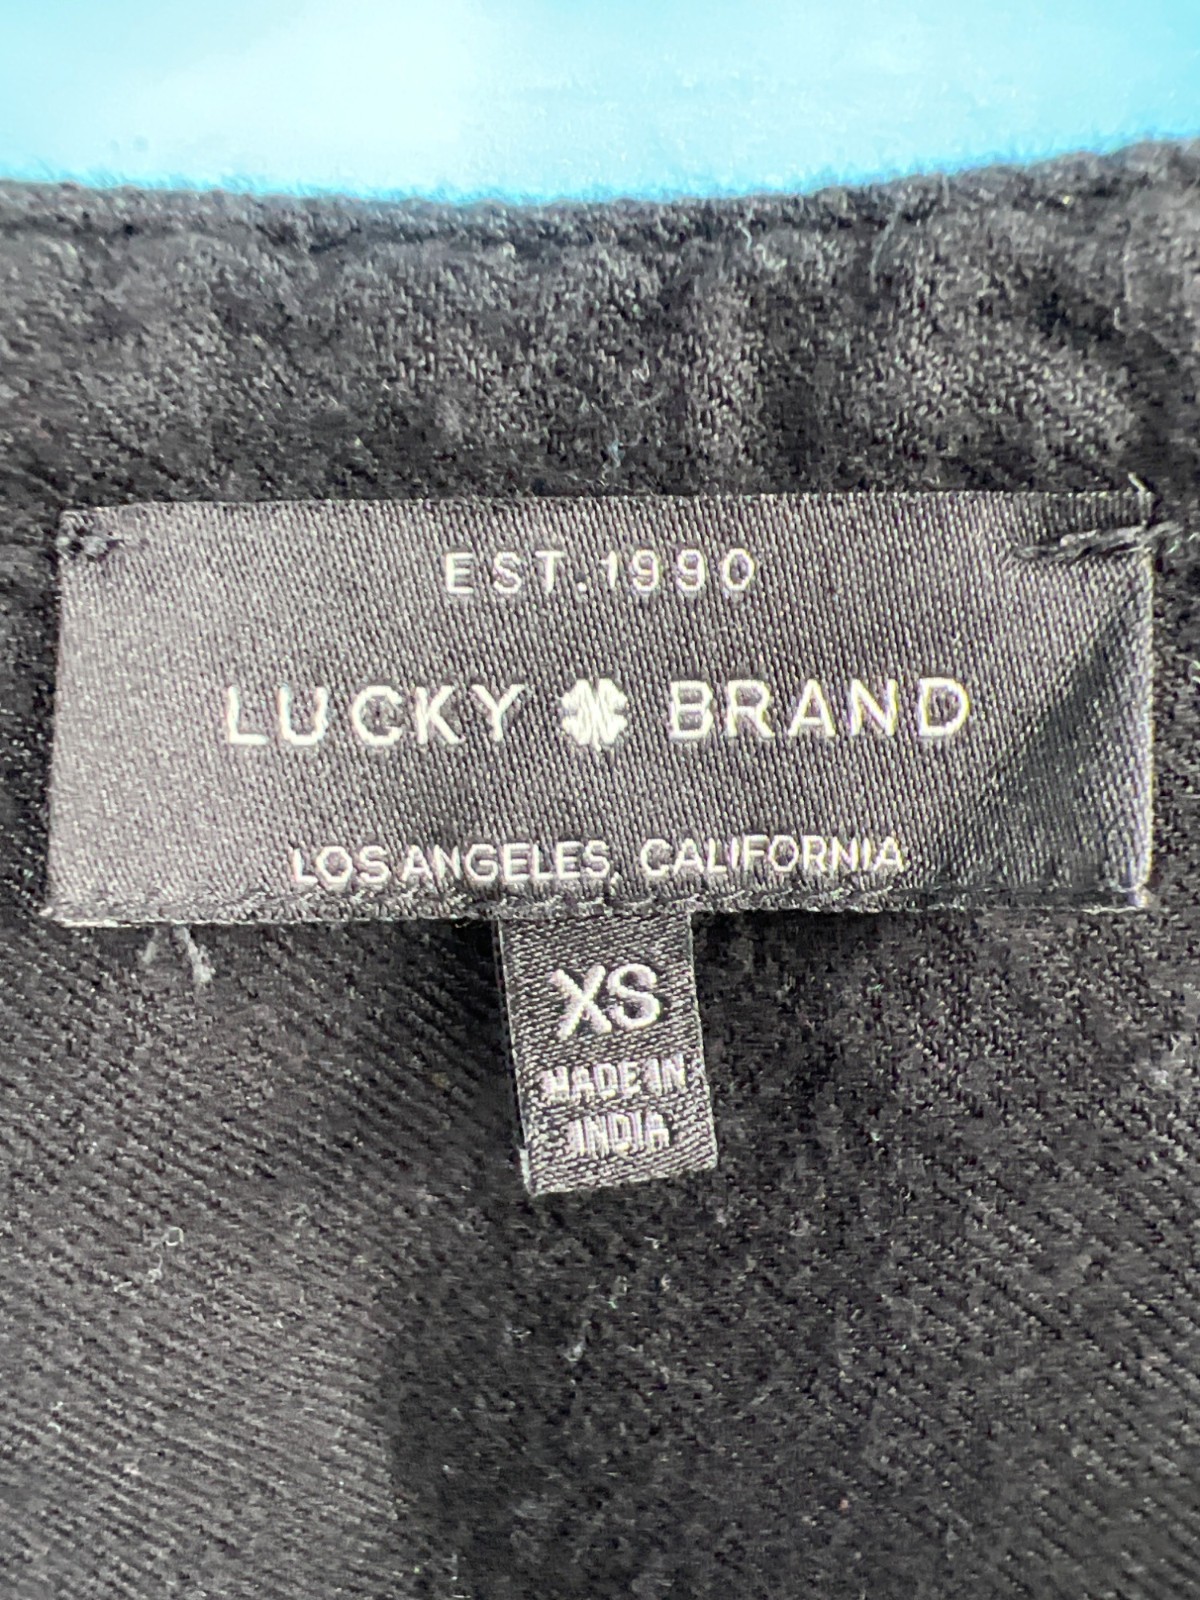 EST. 1990
LUCKY BRAND
LOS ANGELES, CALIFORNIA
XS
MADE IN
INDIA